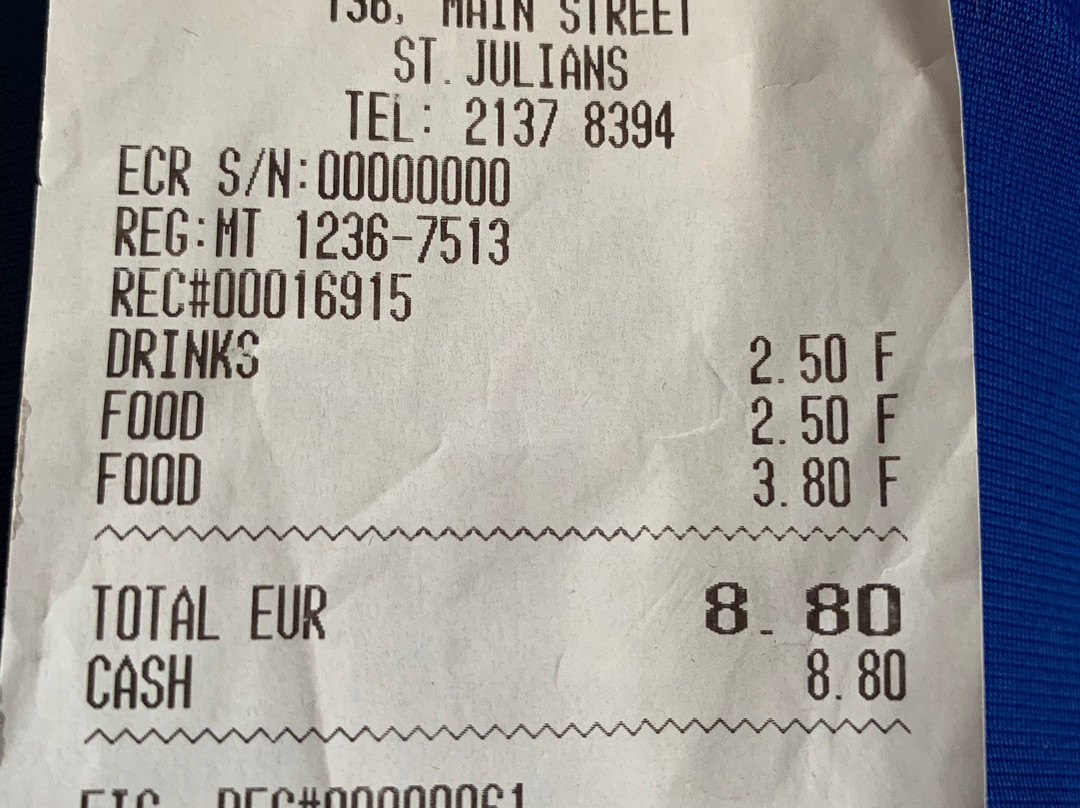 136, MAIN STREET
ST.JULIANS
TEL: 2137 8394
ECR S/N:00000000
REG:MT 1236-7513
REC#00016915
DRINKS 2.50 F
FOOD 2.50 F
FOOD 3.80 F
TOTAL EUR 8.80
CASH 8.80